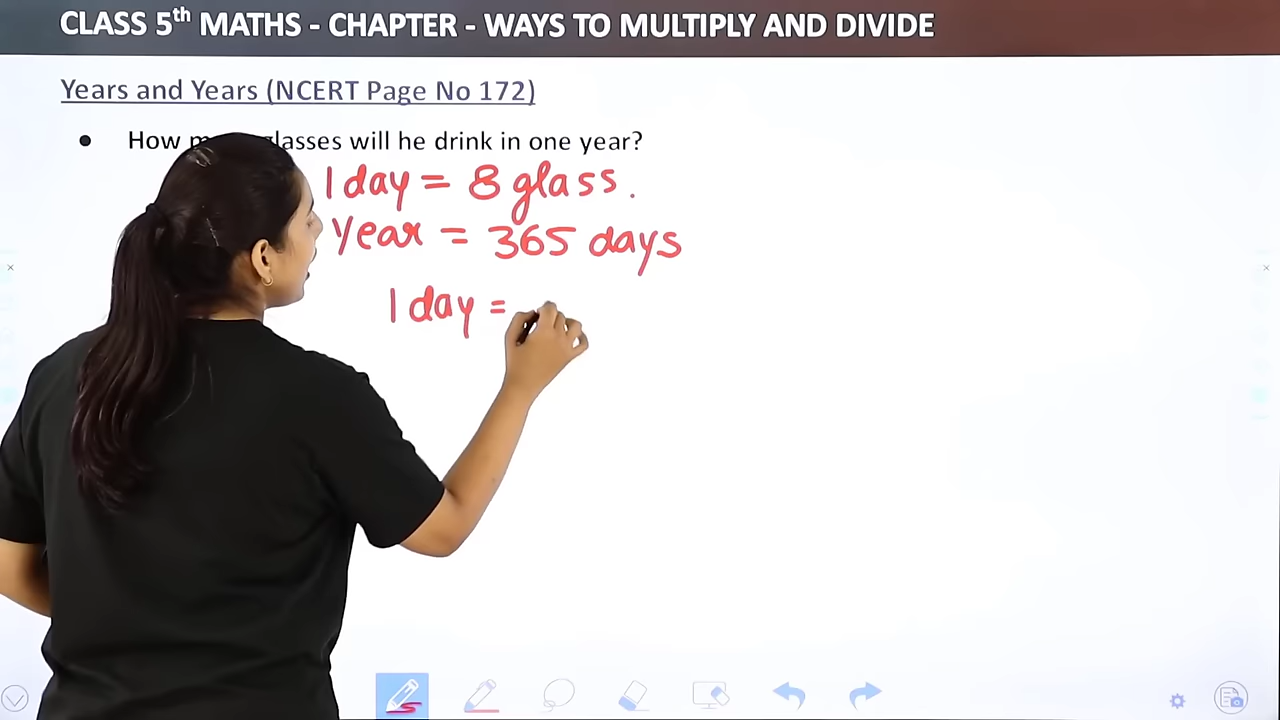 CLASS 5th MATHS - CHAPTER - WAYS TO MULTIPLY AND DIVIDE
Years and Years (NCERT Page No 172)
● How glasses will he drink in one year?
1 day = 8 glass.
Year = 365 days
1 day =